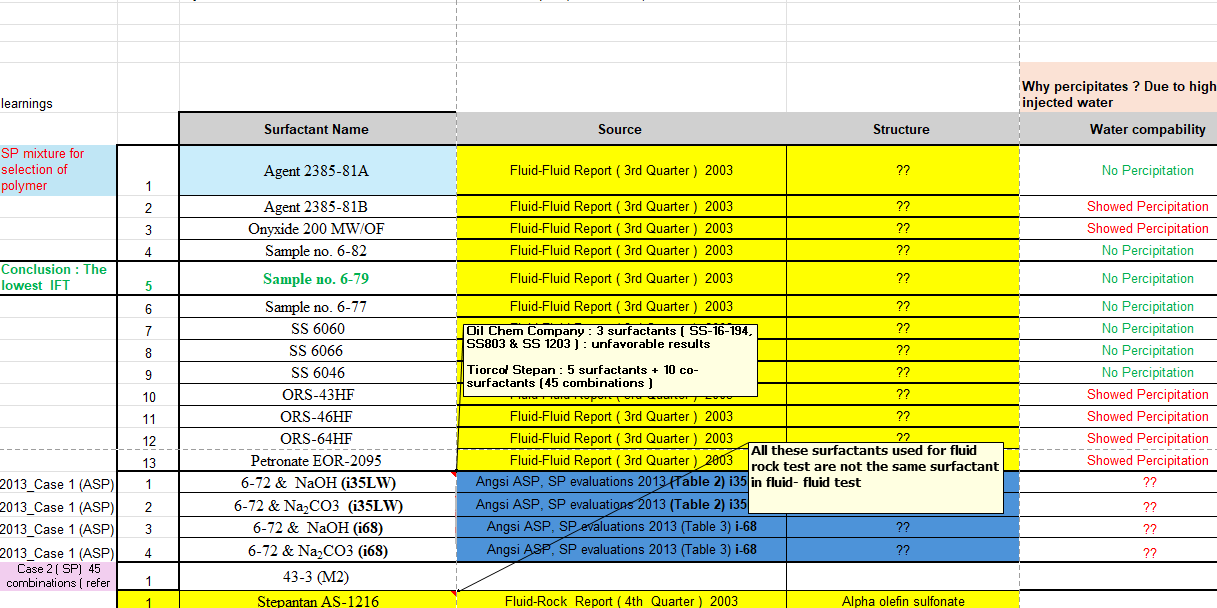 Why percipitates ? Due to high
learnings
injected water
Surfactant Name Source Structure Water compability
SP mixture for
selection of
polymer
1 Agent 2385-81A Fluid-Fluid Report ( 3rd Quarter ) 2003 ?? No Percipitation
2 Agent 2385-81B Fluid-Fluid Report ( 3rd Quarter ) 2003 ?? Showed Percipitation
3 Onyxide 200 MW/OF Fluid-Fluid Report ( 3rd Quarter ) 2003 ?? Showed Percipitation
4 Sample no. 6-82 Fluid-Fluid Report ( 3rd Quarter ) 2003 ?? No Percipitation
Conclusion : The
lowest IFT
5 Sample no. 6-79 Fluid-Fluid Report ( 3rd Quarter ) 2003 ?? No Percipitation
6 Sample no. 6-77 Fluid-Fluid Report ( 3rd Quarter ) 2003 ?? No Percipitation
7 SS 6060 ?? No Percipitation
8 SS 6066 ?? No Percipitation
9 SS 6046 ?? No Percipitation
Oil Chem Company : 3 surfactants ( SS-16-194,
SS803 & SS 1203 ) : unfavorable results
Tiorco/ Stepan : 5 surfactants + 10 co-
surfactants (45 combinations )
10 ORS-43HF ?? Showed Percipitation
11 ORS-46HF Fluid-Fluid Report ( 3rd Quarter ) 2003 ?? Showed Percipitation
12 ORS-64HF Fluid-Fluid Report ( 3rd Quarter ) 2003 ?? Showed Percipitation
13 Petronate EOR-2095 Fluid-Fluid Report ( 3rd Quarter ) 2003 Showed Percipitation
All these surfactants used for fluid
rock test are not the same surfactant
in fluid- fluid test
2013_Case 1 (ASP) 1 6-72 & NaOH (i35LW) Angsi ASP, SP evaluations 2013 (Table 2) i35 ??
2013_Case 1 (ASP) 2 6-72 & Na2CO3 (i35LW) Angsi ASP, SP evaluations 2013 (Table 2) i35 ??
2013_Case 1 (ASP) 3 6-72 & NaOH (i68) Angsi ASP, SP evaluations 2013 (Table 3) i-68 ?? ??
2013_Case 1 (ASP) 4 6-72 & Na2CO3 (i68) Angsi ASP, SP evaluations 2013 (Table 3) i-68 ?? ??
Case 2 ( SP) 45
combinations ( refer
1 43-3 (M2)
1 Stepantan AS-1216 Fluid-Rock Report ( 4th Quarter ) 2003 Alpha olefin sulfonate